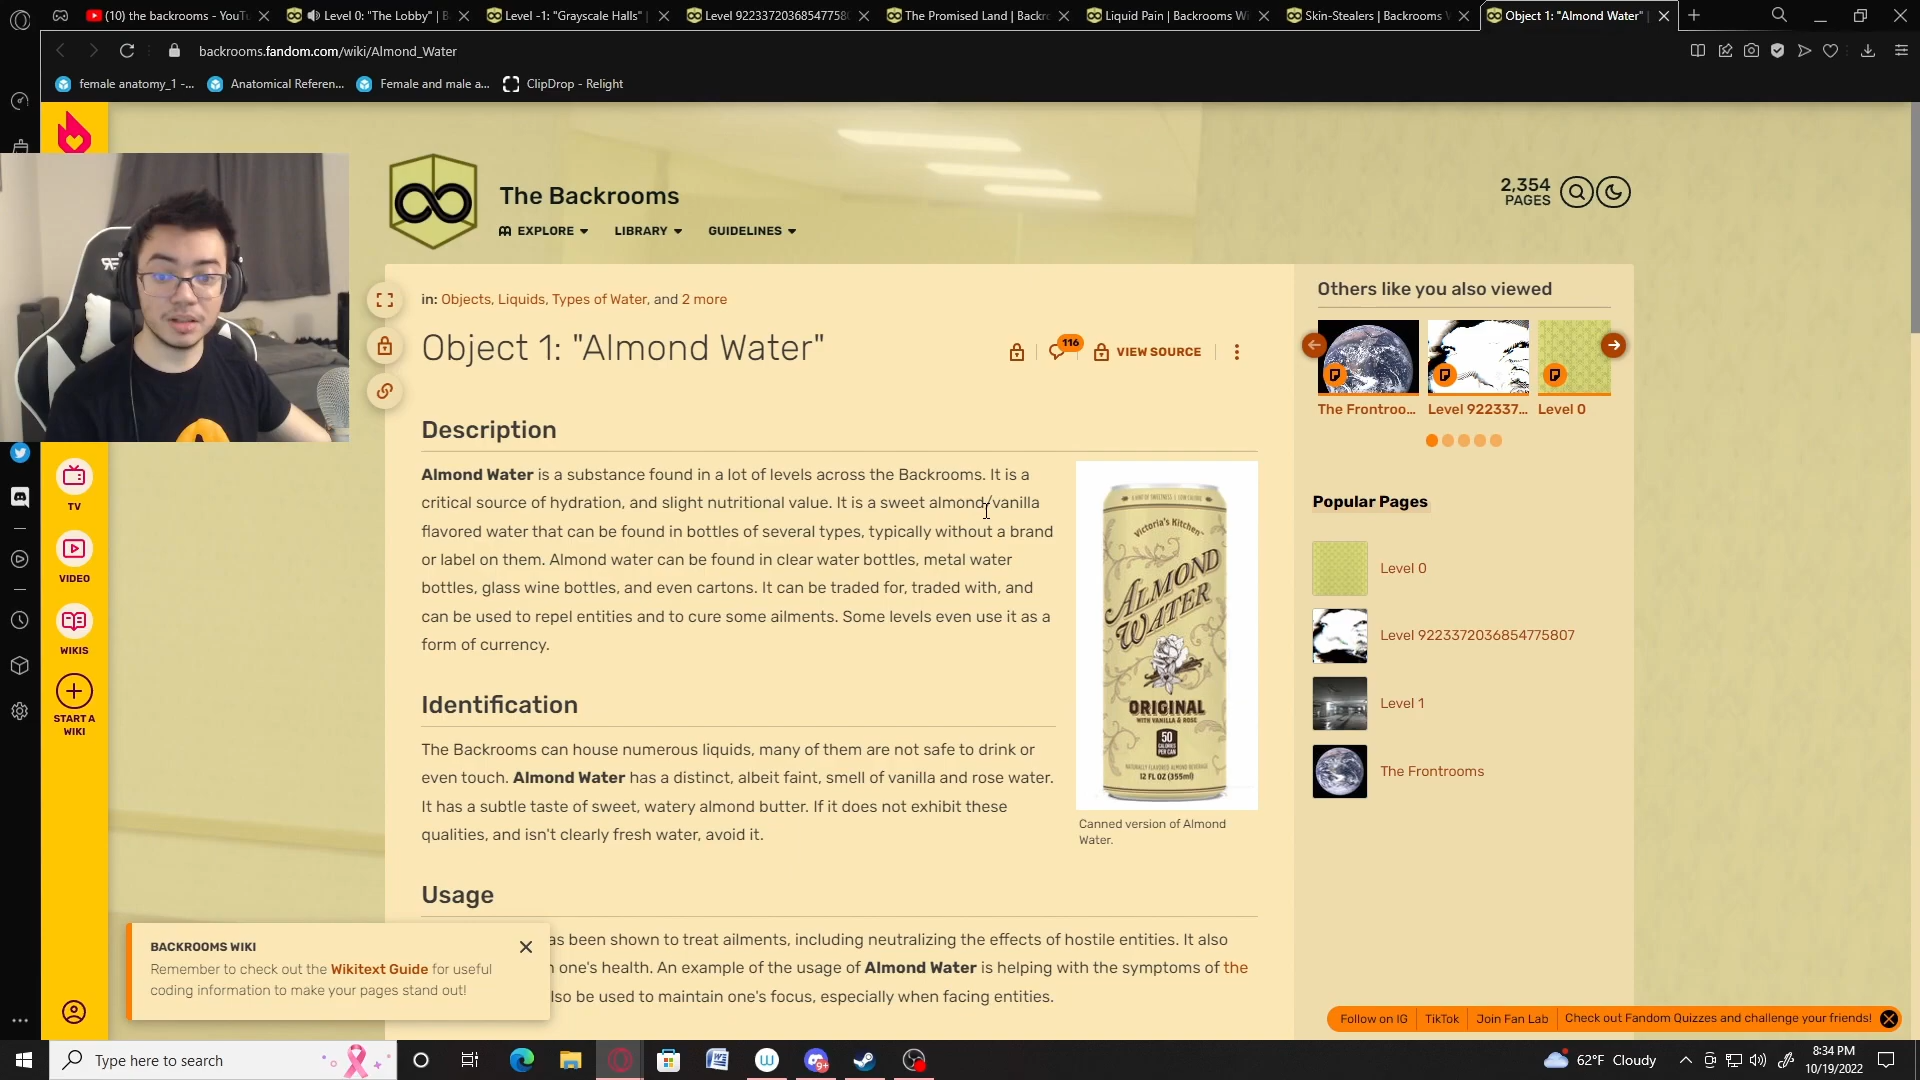 (10) the backrooms - YouTu
Level 0: "The Lobby" | B
Level -1: "Grayscale Halls" |
Level 9223372036854775807
The Promised Land | Backro
Liquid Pain | Backrooms Wi
Skin-Stealers | Backrooms W
Object 1: "Almond Water" |
backrooms.fandom.com/wiki/Almond_Water
female anatomy_1 -...
Anatomical Referen...
Female and male a...
ClipDrop - Relight
The Backrooms
EXPLORE
LIBRARY
GUIDELINES
2,354
PAGES
in: Objects, Liquids, Types of Water, and 2 more
Object 1: "Almond Water"
116
VIEW SOURCE
Description
Almond Water is a substance found in a lot of levels across the Backrooms. It is a
critical source of hydration, and slight nutritional value. It is a sweet almond/vanilla
flavored water that can be found in bottles of several types, typically without a brand
or label on them. Almond water can be found in clear water bottles, metal water
bottles, glass wine bottles, and even cartons. It can be traded for, traded with, and
can be used to repel entities and to cure some ailments. Some levels even use it as a
form of currency.
Victoria's Kitchen
ALMOND
WATER
ORIGINAL
WITH VANILLA & ROSE
50
CALORIES
PER CAN
NATURALLY FLAVORED ALMOND BEVERAGE
12 FL OZ (355ml)
Canned version of Almond
Water.
Identification
The Backrooms can house numerous liquids, many of them are not safe to drink or
even touch. Almond Water has a distinct, albeit faint, smell of vanilla and rose water.
It has a subtle taste of sweet, watery almond butter. If it does not exhibit these
qualities, and isn't clearly fresh water, avoid it.
Usage
as been shown to treat ailments, including neutralizing the effects of hostile entities. It also
one's health. An example of the usage of Almond Water is helping with the symptoms of the
lso be used to maintain one's focus, especially when facing entities.
Others like you also viewed
The Frontroo...
Level 922337...
Level 0
Popular Pages
Level 0
Level 9223372036854775807
Level 1
The Frontrooms
TV
VIDEO
WIKIS
START A
WIKI
BACKROOMS WIKI
Remember to check out the Wikitext Guide for useful
coding information to make your pages stand out!
Follow on IG
TikTok
Join Fan Lab
Check out Fandom Quizzes and challenge your friends!
Type here to search
9+
62°F Cloudy
8:34 PM
10/19/2022